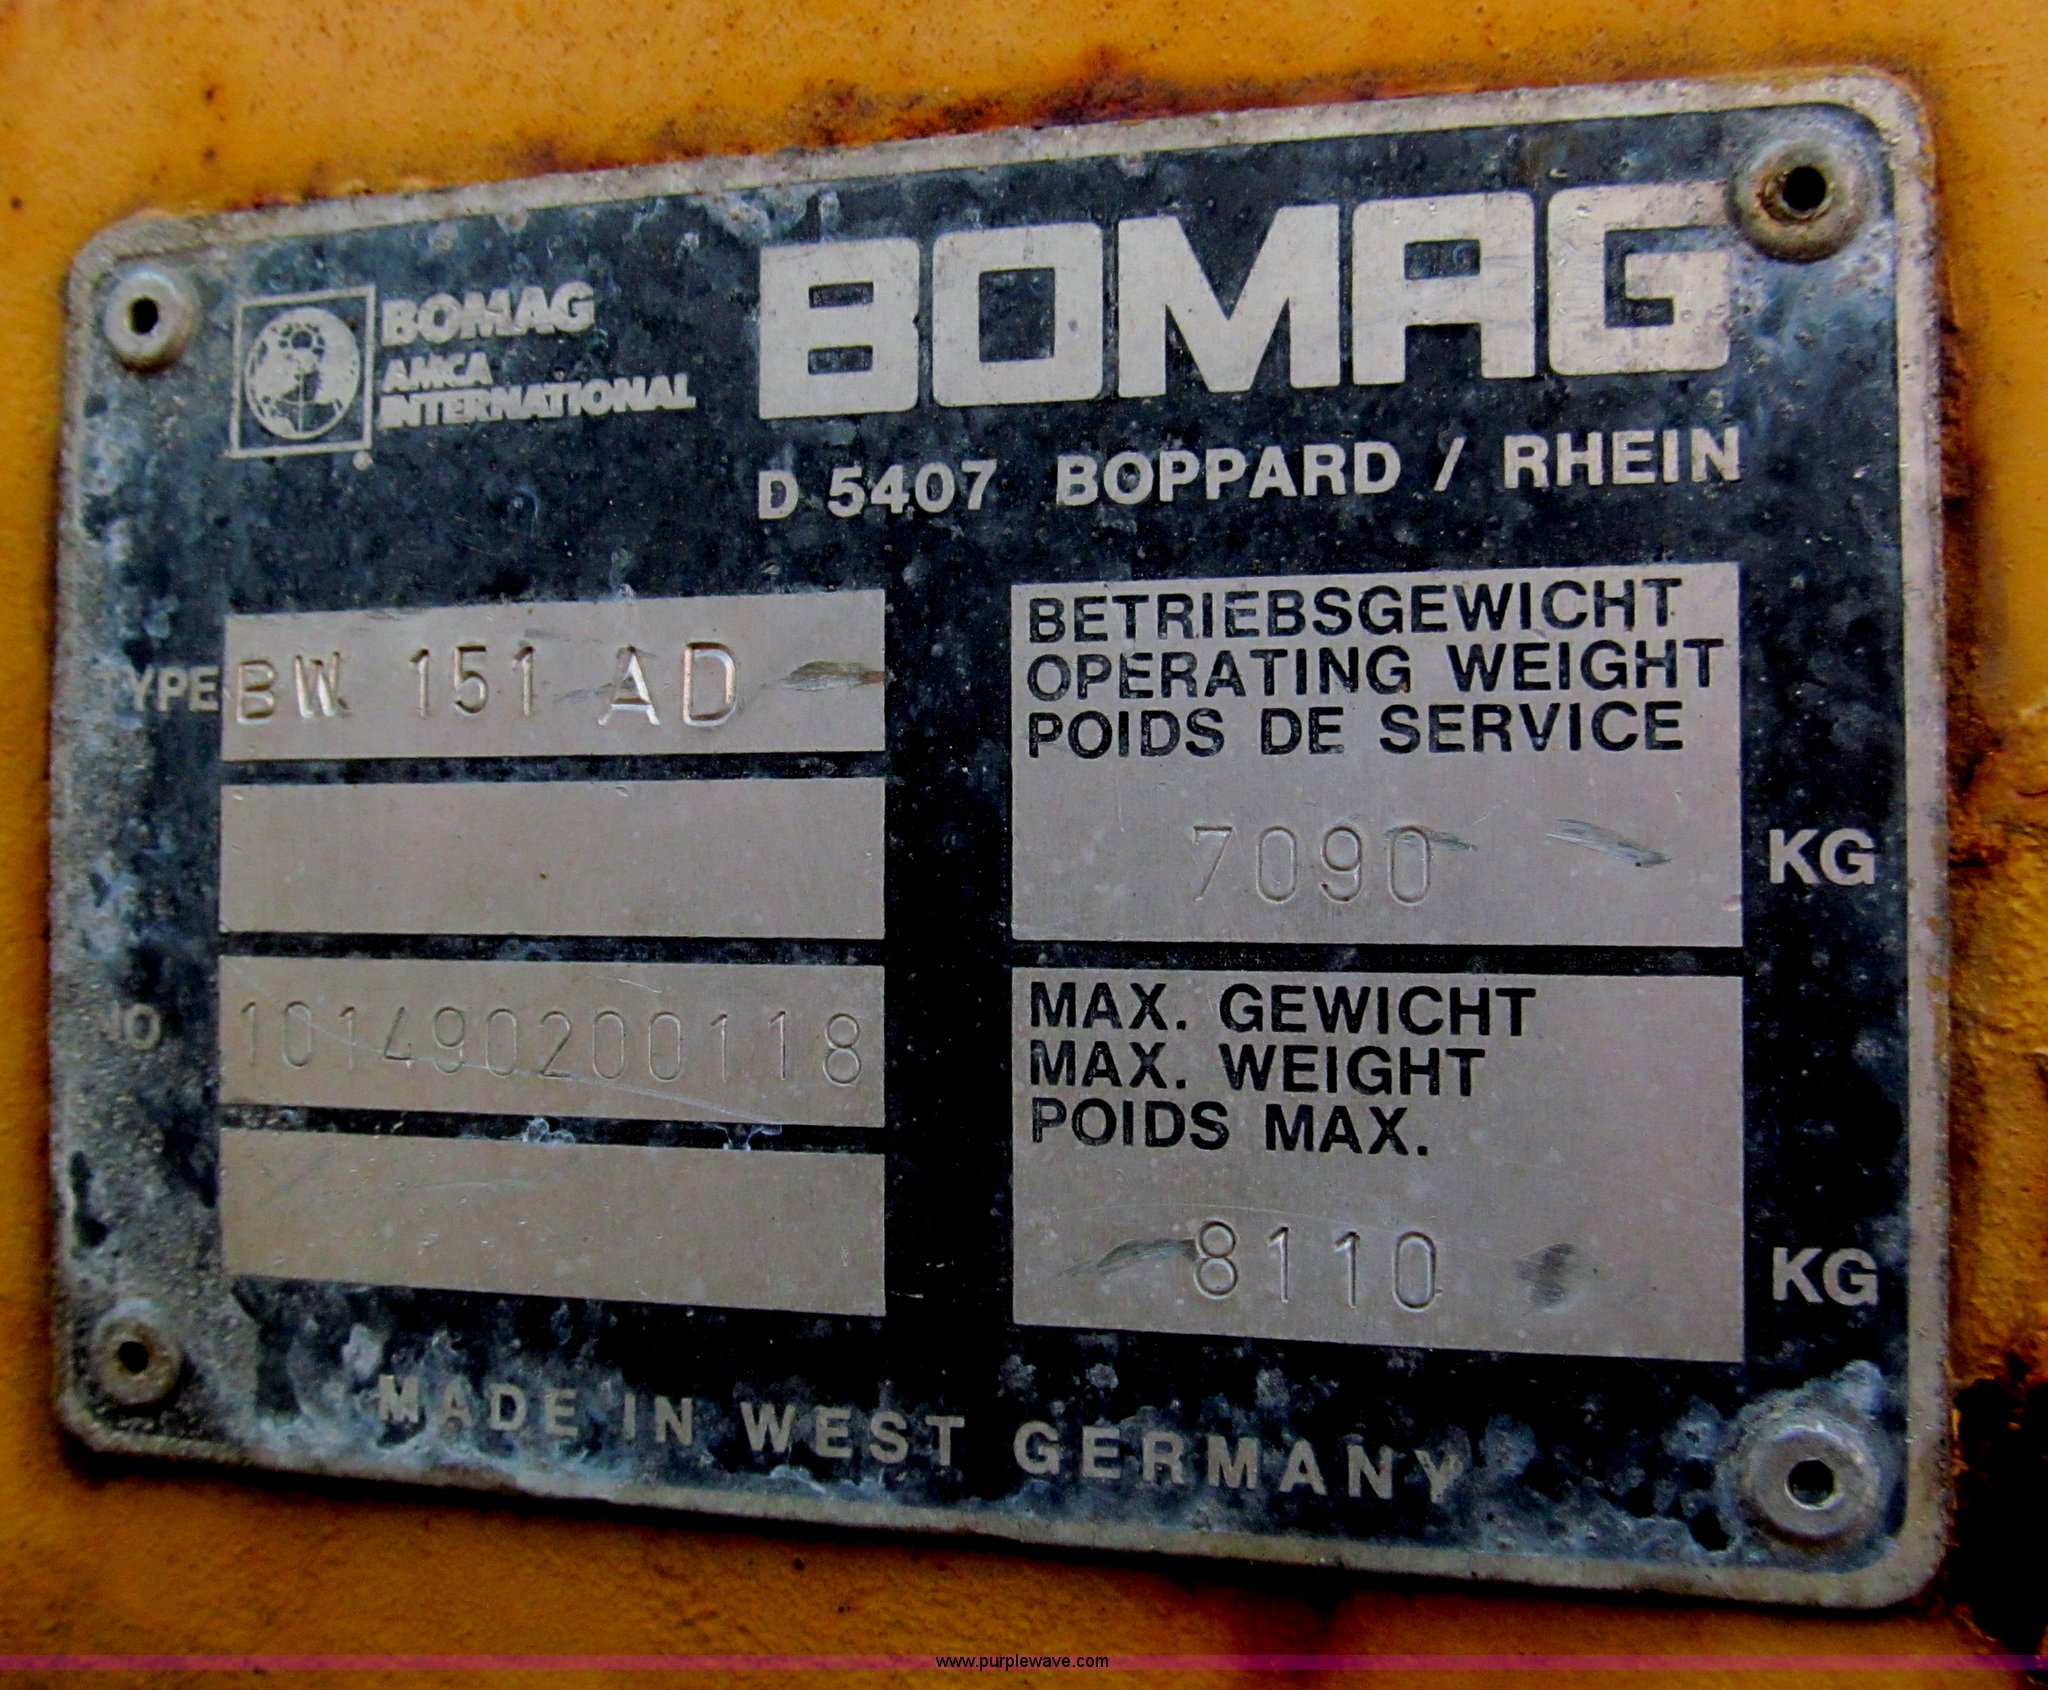 BOMAG
AMCA
INTERNATIONAL
BOMAG
D 5407 BOPPARD / RHEIN
TYPE BW 151 AD
BETRIEBSGEWICHT
OPERATING WEIGHT
POIDS DE SERVICE
7090 KG
NO 101490200118
MAX. GEWICHT
MAX. WEIGHT
POIDS MAX.
8110 KG
MADE IN WEST GERMANY
www.purplewave.com